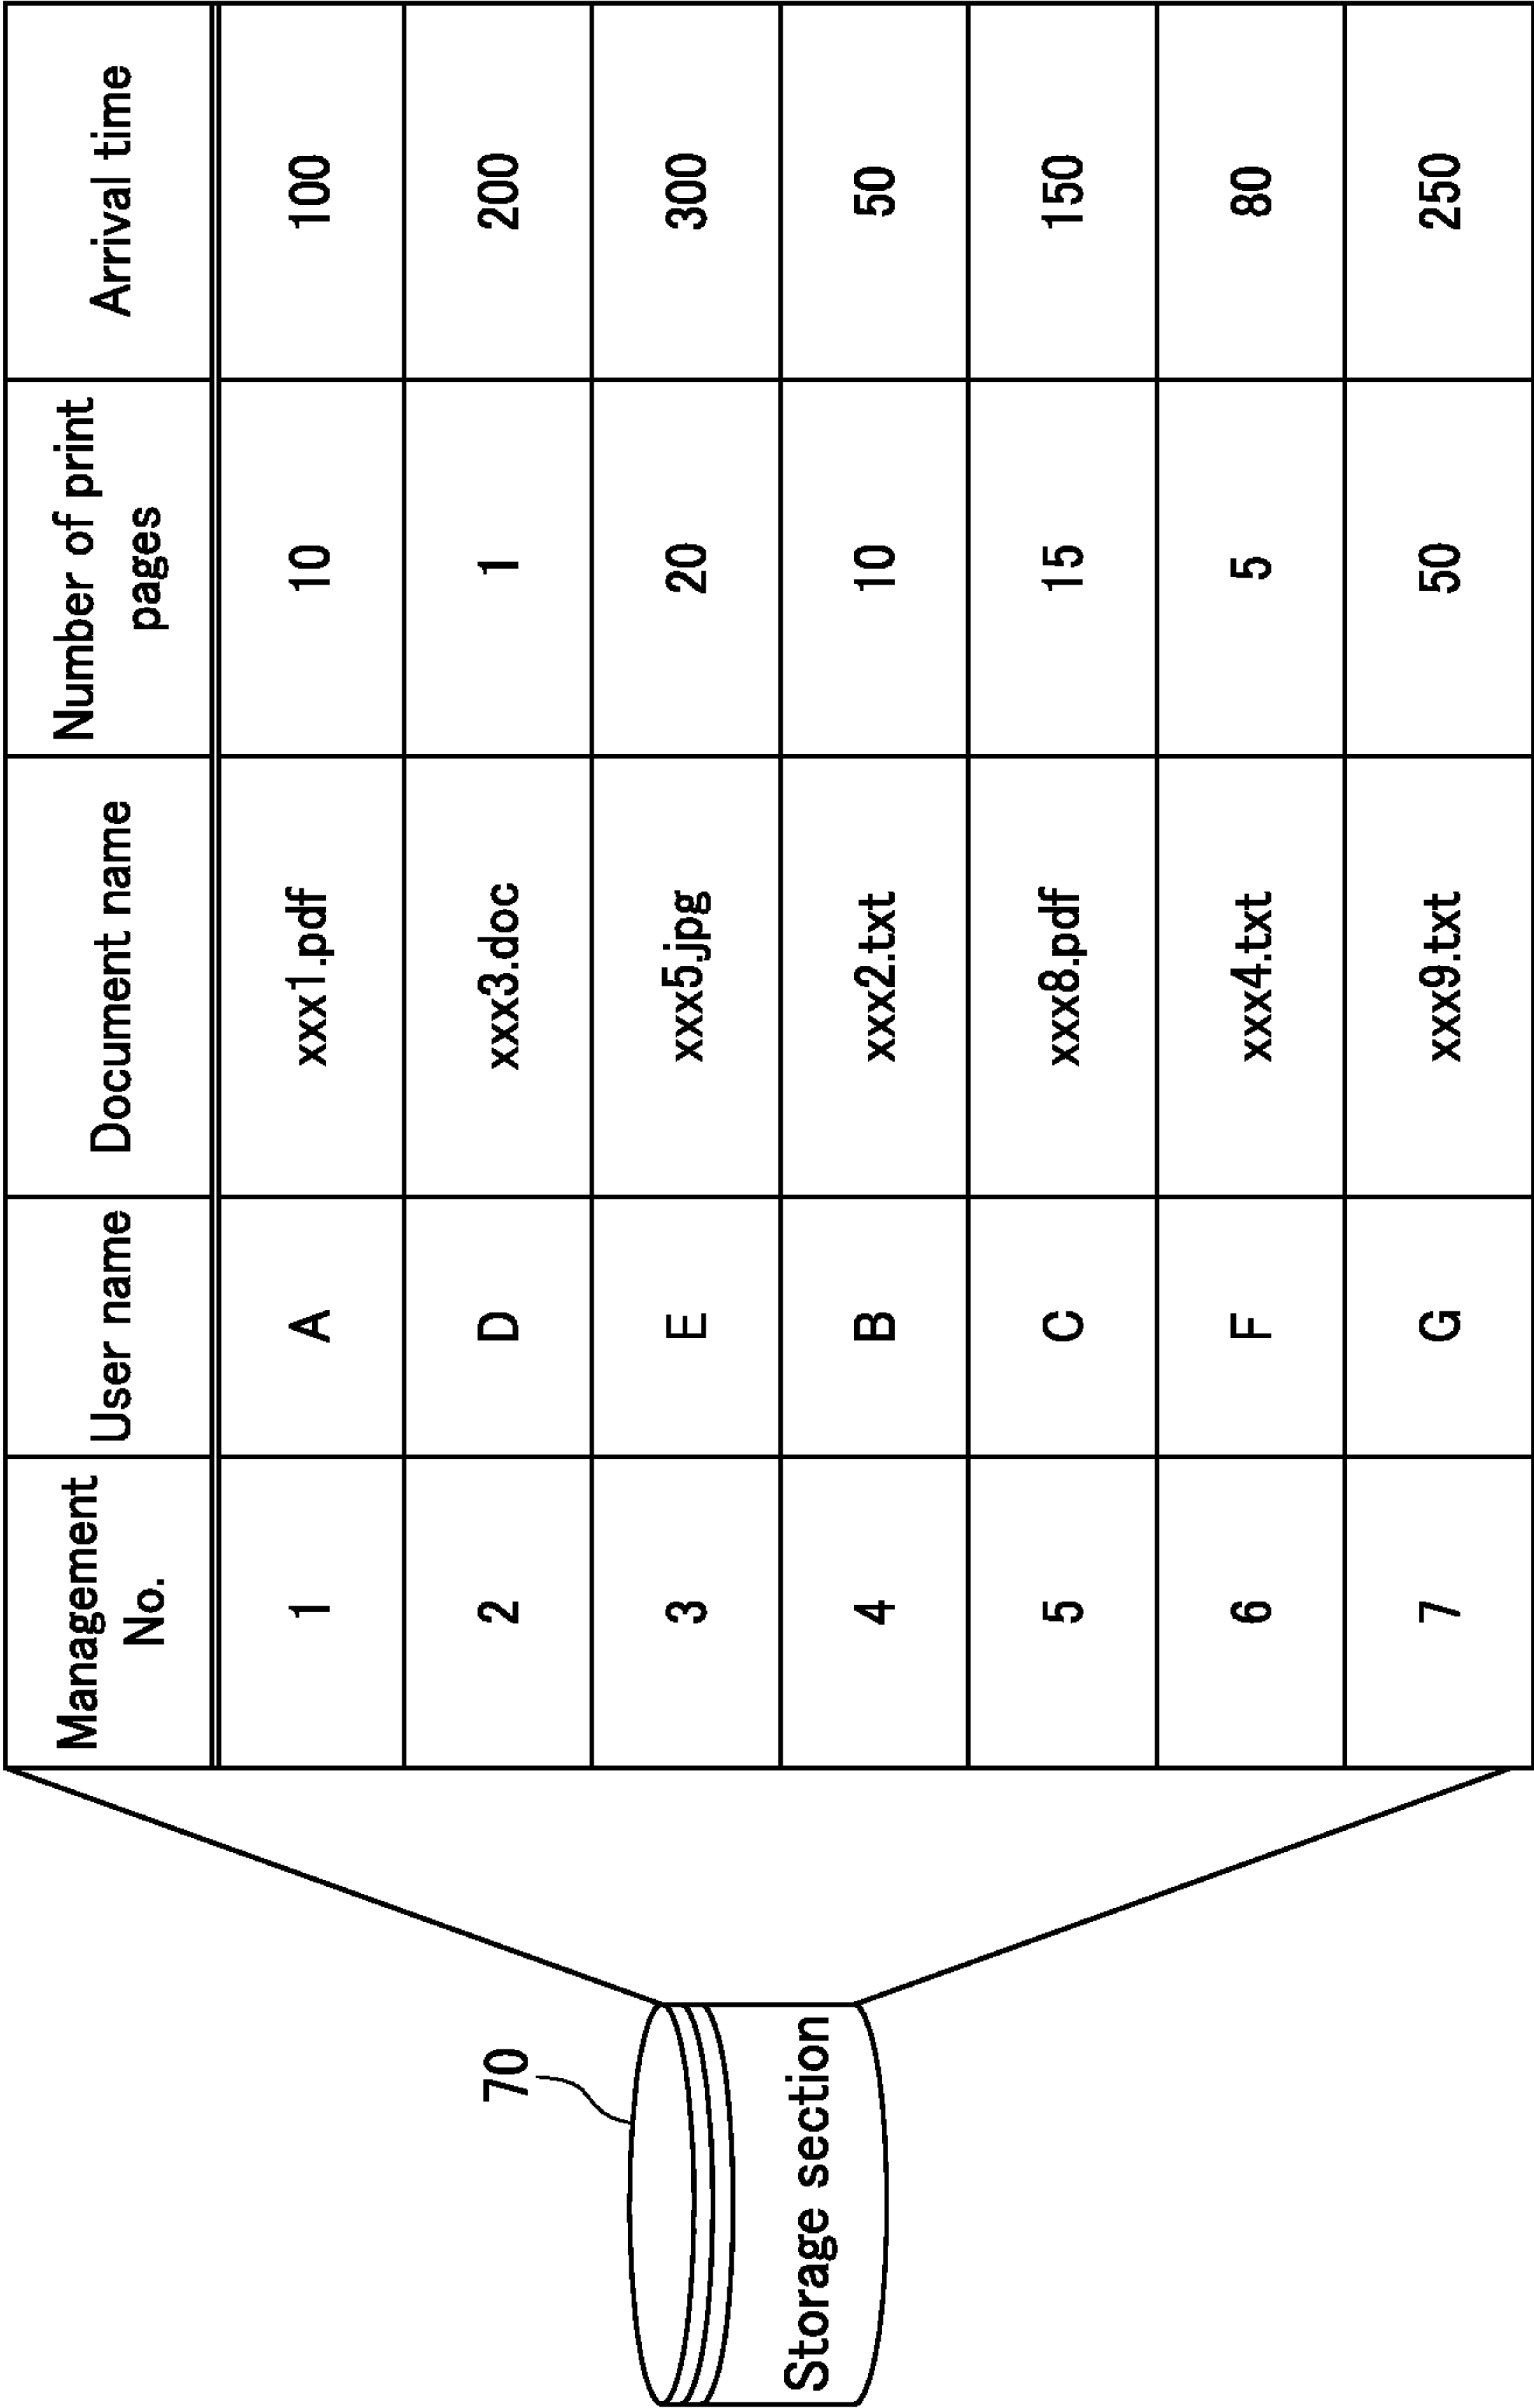 70
Storage section
Management
No.
User name
Document name
Number of print
pages
Arrival time
1 A xxx1.pdf 10 100
2 D xxx3.doc 1 200
3 E xxx5.jpg 20 300
4 B xxx2.txt 10 50
5 C xxx8.pdf 15 150
6 F xxx4.txt 5 80
7 G xxx9.txt 50 250